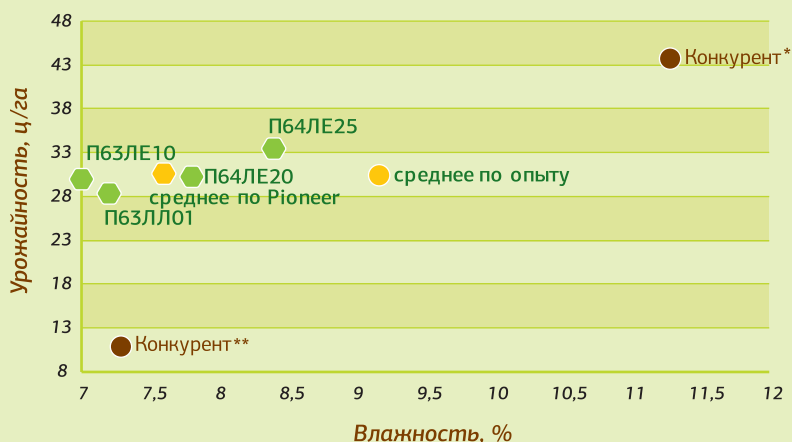 48
43
38
33
28
23
18
13
8
Урожайность, ц/га
Конкурент*
П64ЛЕ25
П63ЛЕ10
П64ЛЕ20
среднее по опыту
среднее по Pioneer
П63ЛЛ01
Конкурент**
7 7,5 8 8,5 9 9,5 10 10,5 11 11,5 12
Влажность, %